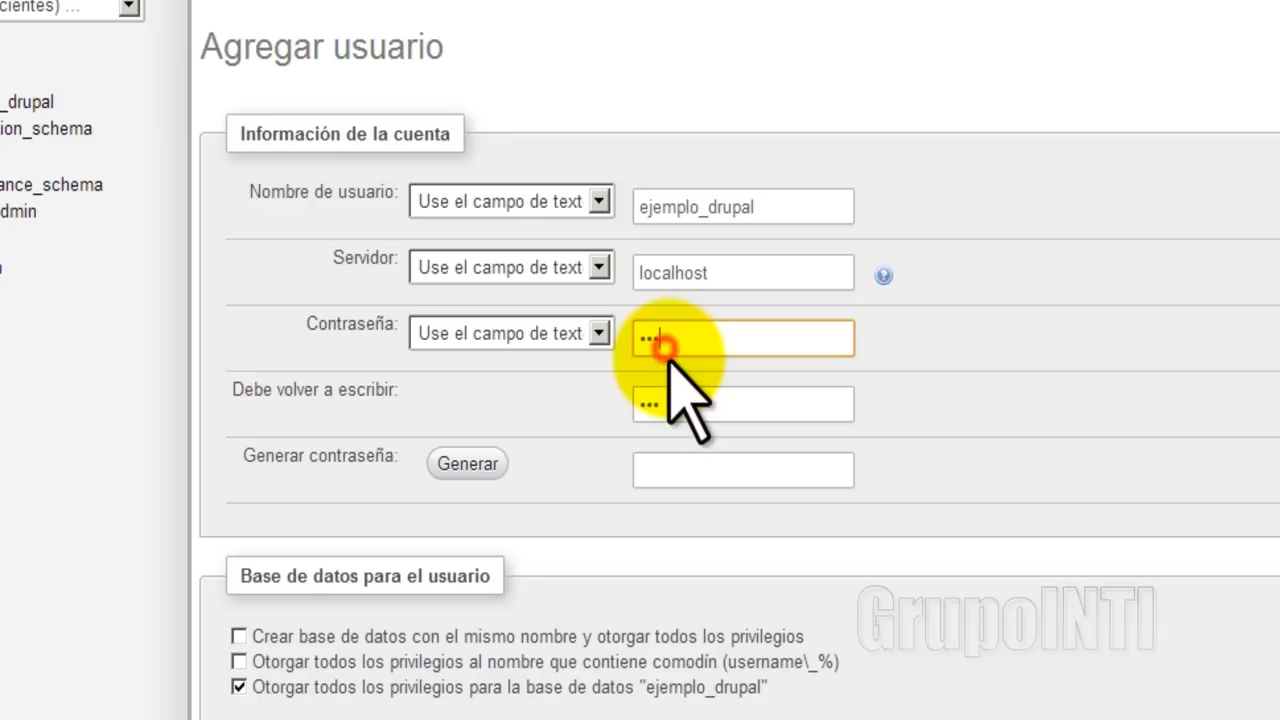 cientes) ...
Agregar usuario
_drupal
ion_schema
ance_schema
dmin
Información de la cuenta
Nombre de usuario: Use el campo de text ejemplo_drupal
Servidor: Use el campo de text localhost
Contraseña: Use el campo de text •••
Debe volver a escribir: •••
Generar contraseña: Generar
Base de datos para el usuario
GrupoINTI
Crear base de datos con el mismo nombre y otorgar todos los privilegios
Otorgar todos los privilegios al nombre que contiene comodín (username\_%)
Otorgar todos los privilegios para la base de datos "ejemplo_drupal"